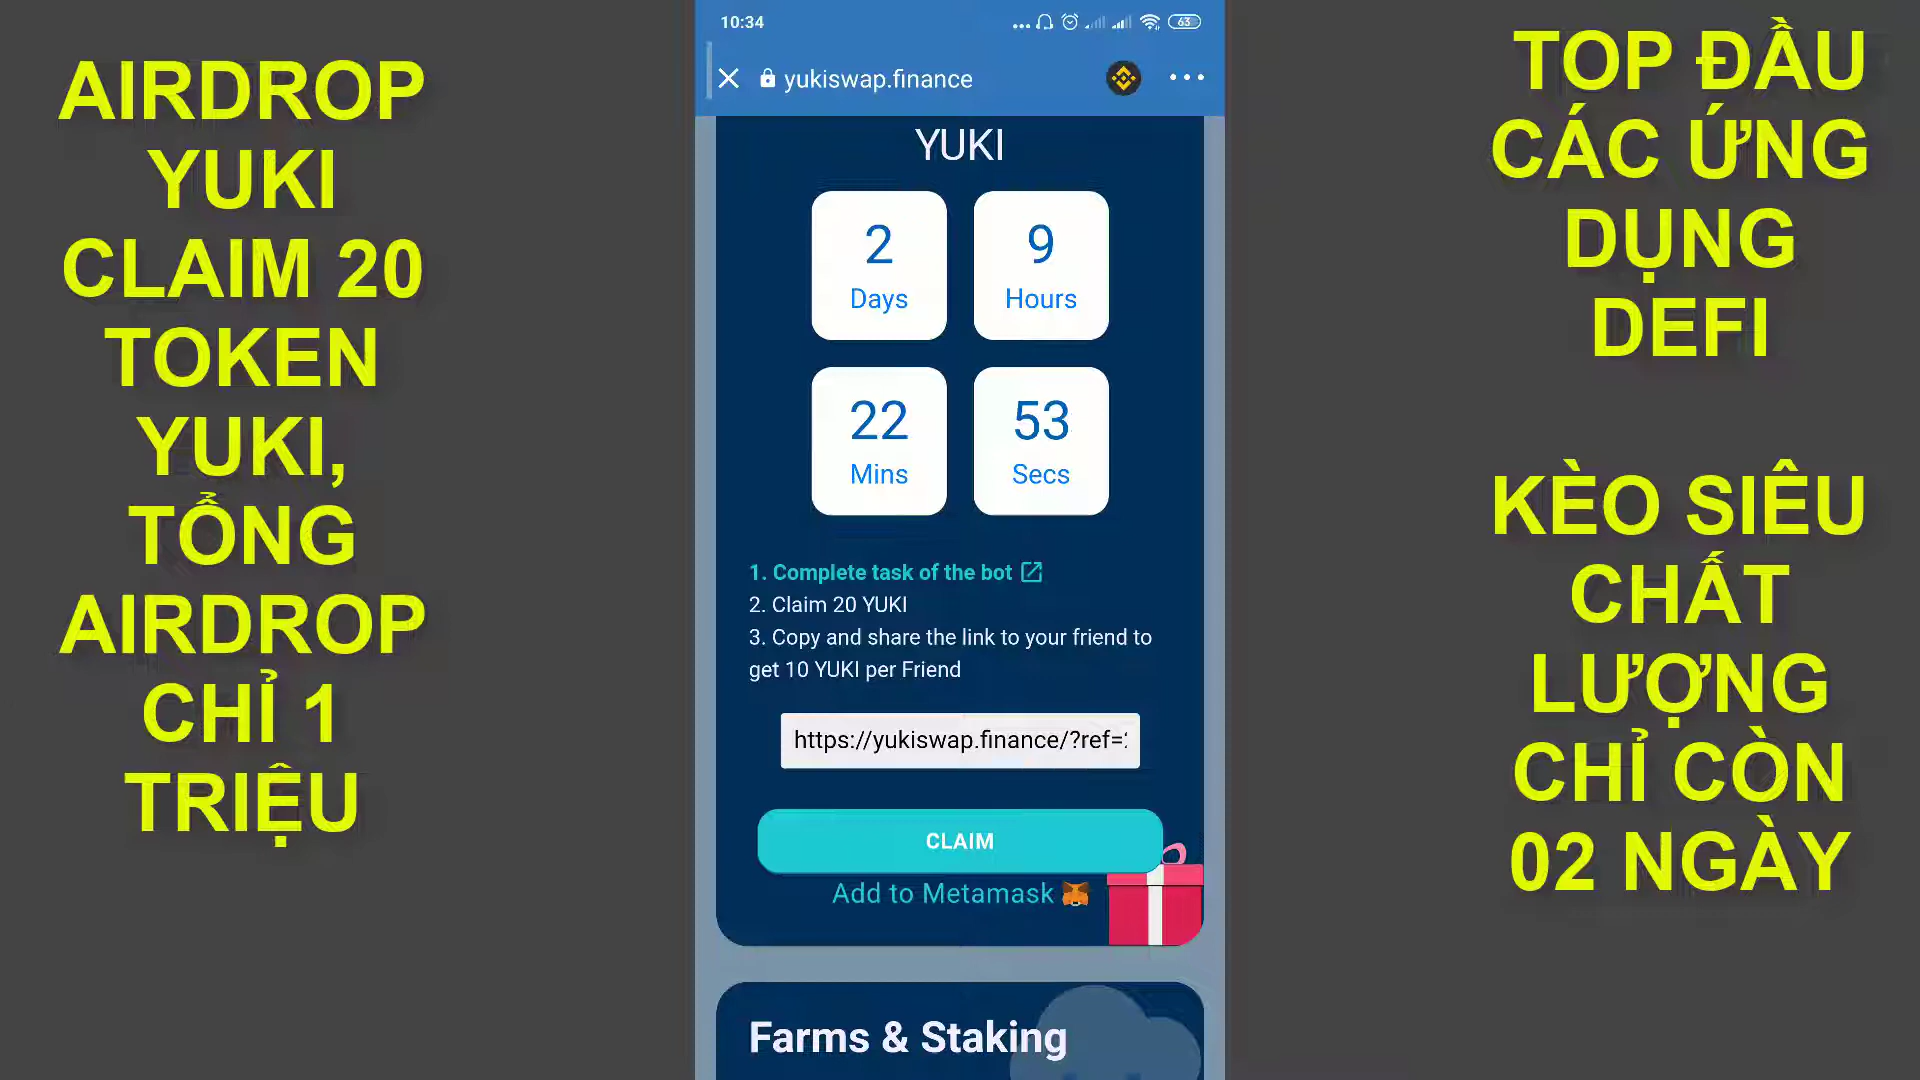 AIRDROP
YUKI
CLAIM 20
TOKEN
YUKI,
TỔNG
AIRDROP
CHỈ 1
TRIỆU
10:34
63
yukiswap.finance
YUKI
2
Days
9
Hours
22
Mins
53
Secs
1. Complete task of the bot
2. Claim 20 YUKI
3. Copy and share the link to your friend to
get 10 YUKI per Friend
https://yukiswap.finance/?ref=
CLAIM
Add to Metamask
Farms & Staking
TOP ĐẦU
CÁC ỨNG
DỤNG
DEFI
KÈO SIÊU
CHẤT
LƯỢNG
CHỈ CÒN
02 NGÀY